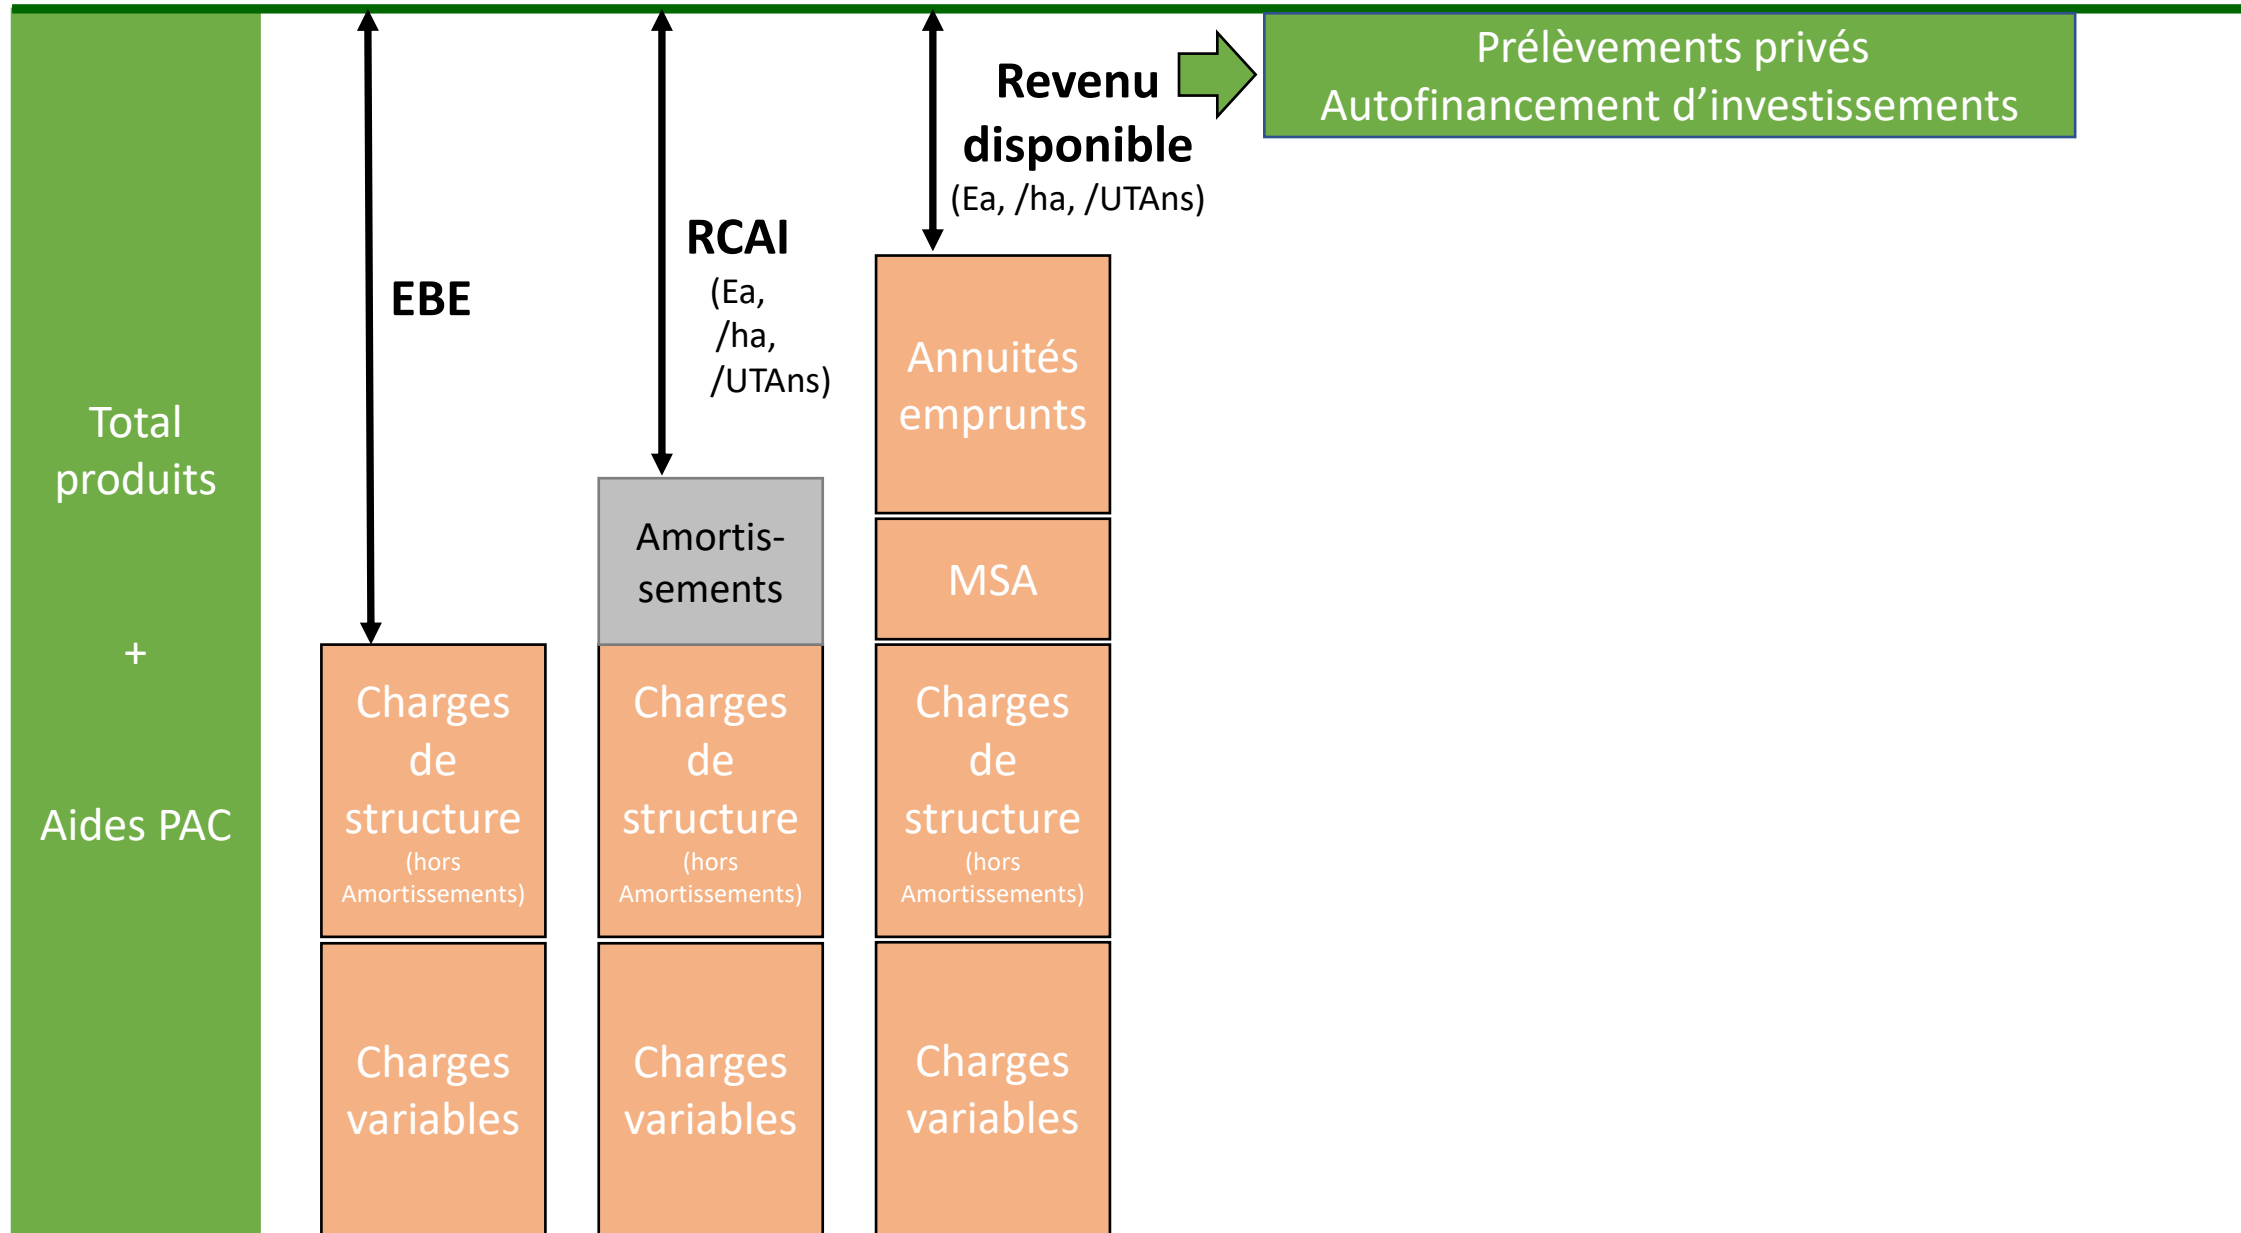 Total
produits
+
Aides PAC
EBE
Charges
de
structure
(hors
Amortissements)
Charges
variables
RCAI
(Ea,
/ha,
/UTAns)
Amortis-
sements
Charges
de
structure
(hors
Amortissements)
Charges
variables
Revenu
disponible
(Ea, /ha, /UTAns)
Annuités
emprunts
MSA
Charges
de
structure
(hors
Amortissements)
Charges
variables
Prélèvements privés
Autofinancement d’investissements